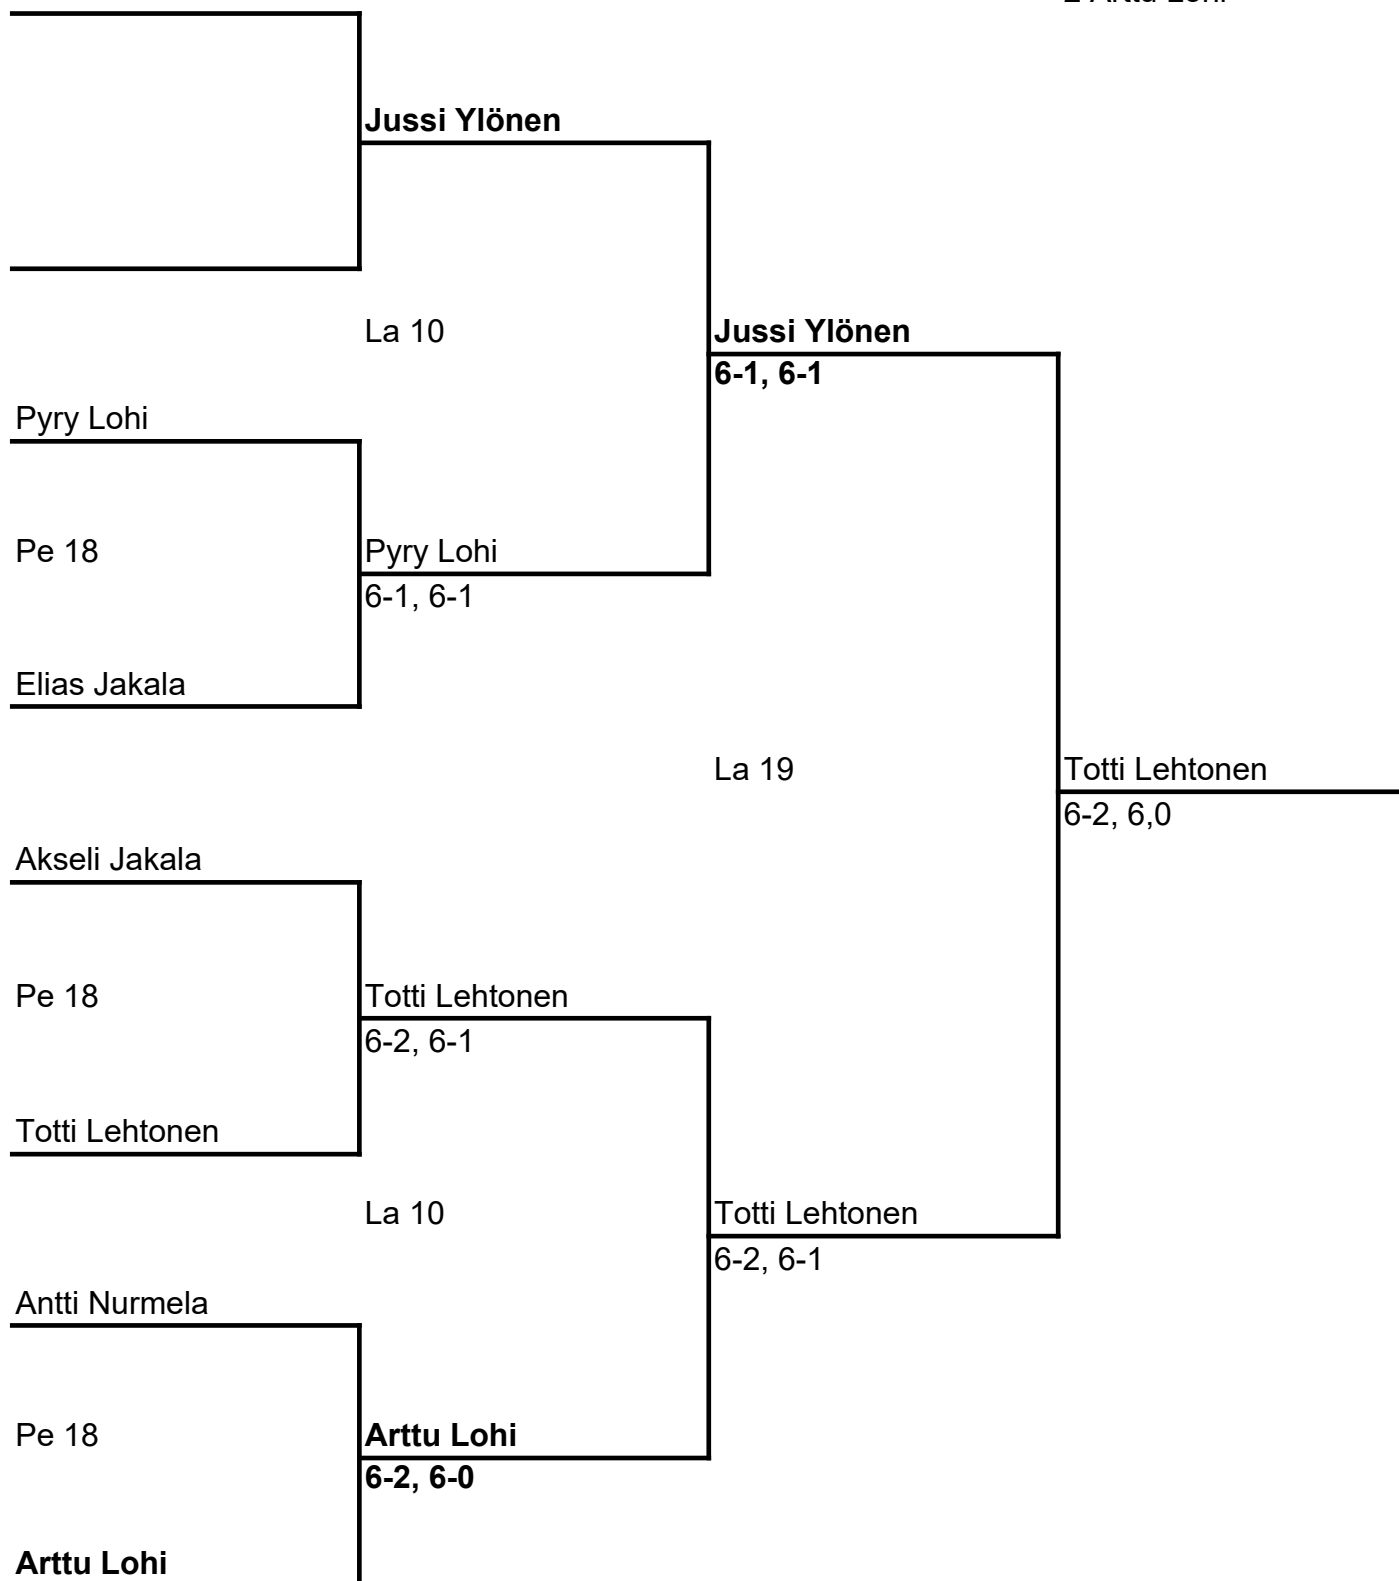 Jussi Ylönen
La 10
Jussi Ylönen
6-1, 6-1
Pyry Lohi
Pe 18
Pyry Lohi
6-1, 6-1
Elias Jakala
La 19
Totti Lehtonen
6-2, 6,0
Akseli Jakala
Pe 18
Totti Lehtonen
6-2, 6-1
Totti Lehtonen
La 10
Totti Lehtonen
6-2, 6-1
Antti Nurmela
Pe 18
Arttu Lohi
6-2, 6-0
Arttu Lohi